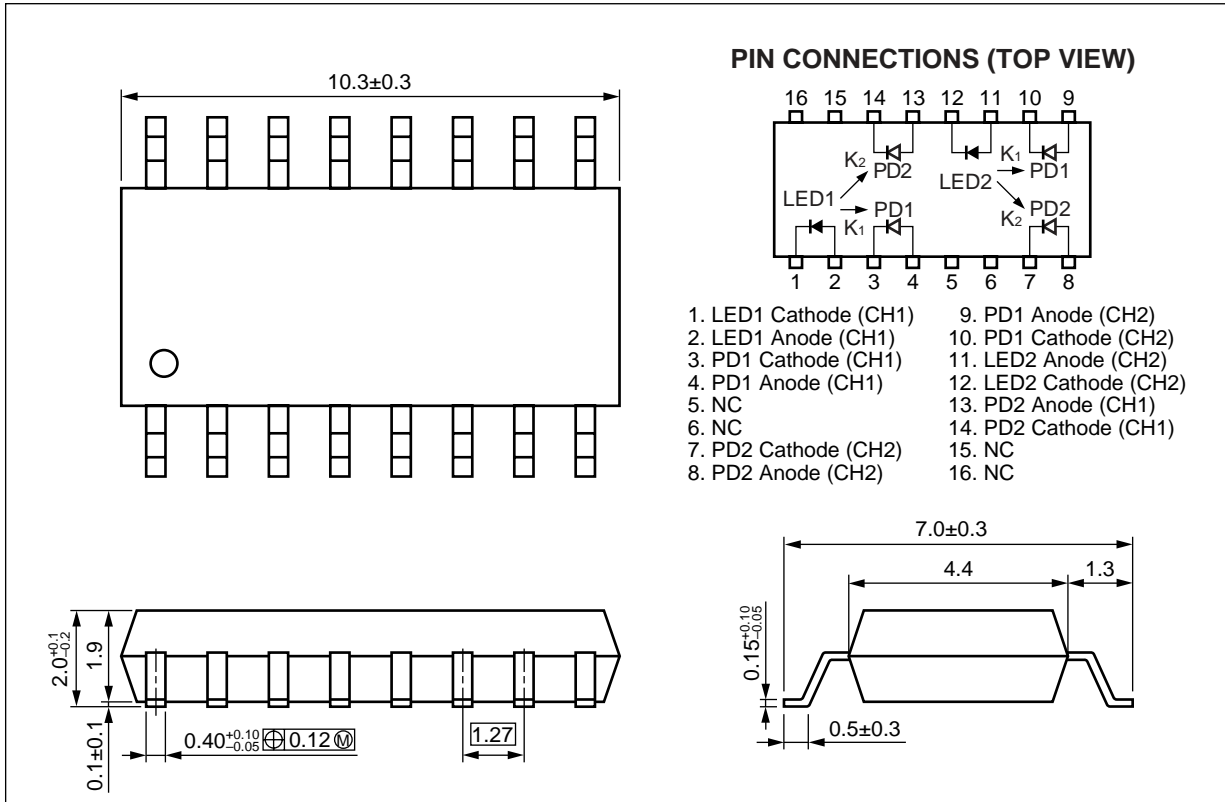 PIN CONNECTIONS (TOP VIEW)
10.3±0.3
16 15 14 13 12 11 10 9
K2 PD2
LED1
K1 PD1
LED2
K1 PD1
K2 PD2
1 2 3 4 5 6 7 8
1. LED1 Cathode (CH1)
2. LED1 Anode (CH1)
3. PD1 Cathode (CH1)
4. PD1 Anode (CH1)
5. NC
6. NC
7. PD2 Cathode (CH2)
8. PD2 Anode (CH2)
9. PD1 Anode (CH2)
10. PD1 Cathode (CH2)
11. LED2 Anode (CH2)
12. LED2 Cathode (CH2)
13. PD2 Anode (CH1)
14. PD2 Cathode (CH1)
15. NC
16. NC
2.0+0.1−0.2
1.9
0.1±0.1
0.40+0.10−0.05 ⌖ 0.12 Ⓜ
1.27
7.0±0.3
4.4
1.3
0.15+0.10−0.05
0.5±0.3